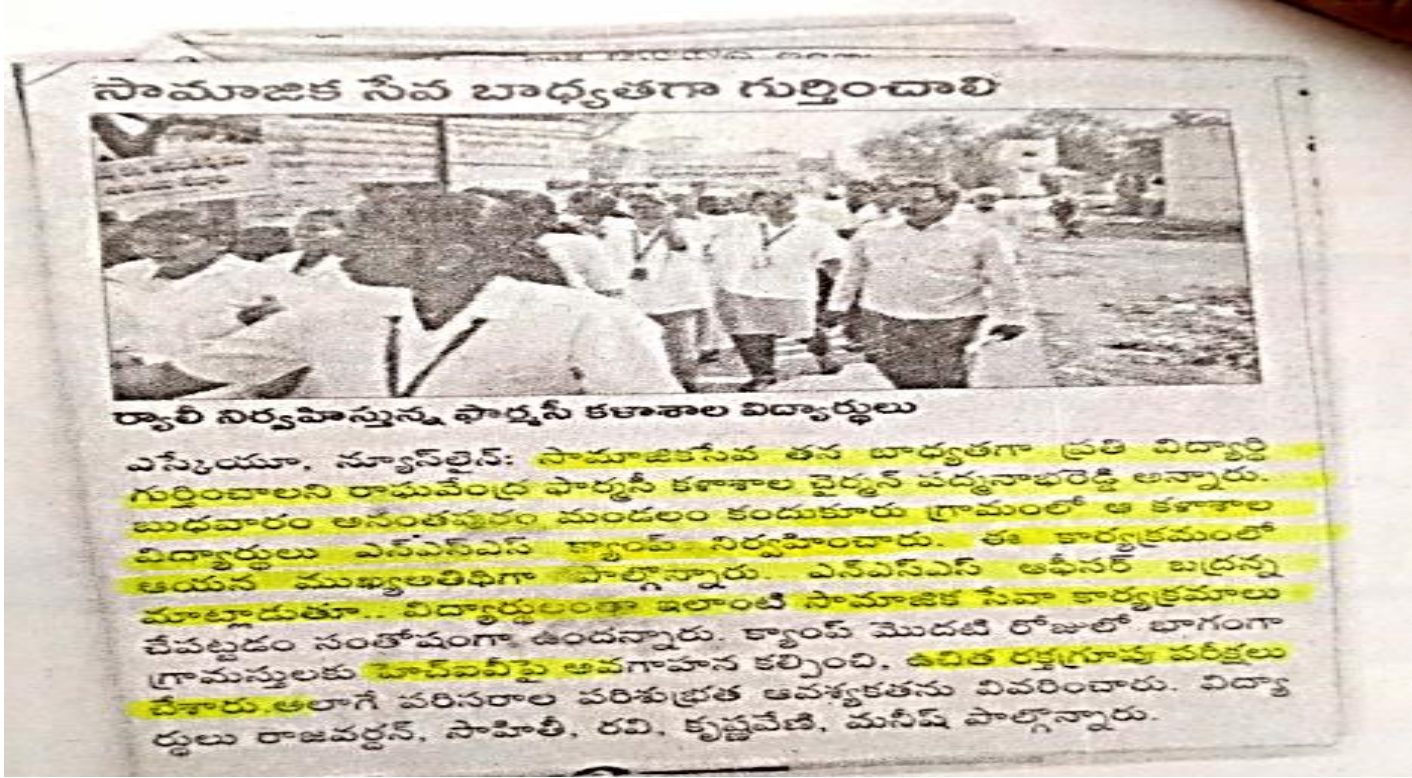 సామాజిక సేవ బాధ్యతగా గుర్తించాలి
ర్యాలీ నిర్వహిస్తున్న ఫార్మసీ కళాశాల విద్యార్థులు
ఎస్కేయూ, న్యూస్‌లైన్: సామాజికసేవ తన బాధ్యతగా ప్రతి విద్యార్థి
గుర్తించాలని రాఘవేంద్ర ఫార్మసీ కళాశాల చైర్మన్ పద్మనాభరెడ్డి అన్నారు.
బుధవారం అనంతపురం మండలం కందుకూరు గ్రామంలో ఆ కళాశాల
విద్యార్థులు ఎన్ఎస్ఎస్ క్యాంప్ నిర్వహించారు. ఈ కార్యక్రమంలో
ఆయన ముఖ్యఅతిథిగా పాల్గొన్నారు. ఎన్ఎస్ఎస్ ఆఫీసర్ బద్రన్న
మాట్లాడుతూ.. విద్యార్థులంతా ఇలాంటి సామాజిక సేవా కార్యక్రమాలు
చేపట్టడం సంతోషంగా ఉందన్నారు. క్యాంప్ మొదటి రోజులో భాగంగా
గ్రామస్తులకు హెచ్ఐవీపై అవగాహన కల్పించి, ఉచిత రక్తగ్రూపు పరీక్షలు
చేశారు. అలాగే పరిసరాల పరిశుభ్రత ఆవశ్యకతను వివరించారు. విద్యా
ర్థులు రాజవర్దన్, సాహితీ, రవి, కృష్ణవేణి, మనీష్ పాల్గొన్నారు.